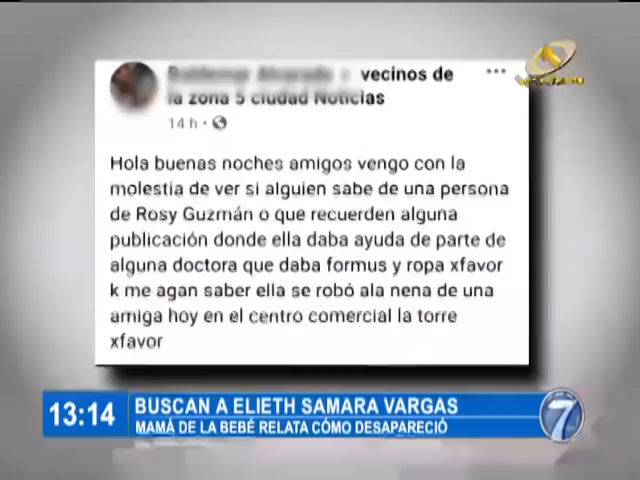 vecinos de
la zona 5 ciudad Noticias
14 h
Hola buenas noches amigos vengo con la
molestia de ver si alguien sabe de una persona
de Rosy Guzmán o que recuerden alguna
publicación donde ella daba ayuda de parte de
alguna doctora que daba formus y ropa xfavor
k me agan saber ella se robó ala nena de una
amiga hoy en el centro comercial la torre
xfavor
13:14
BUSCAN A ELIETH SAMARA VARGAS
MAMÁ DE LA BEBÉ RELATA CÓMO DESAPARECIÓ
7